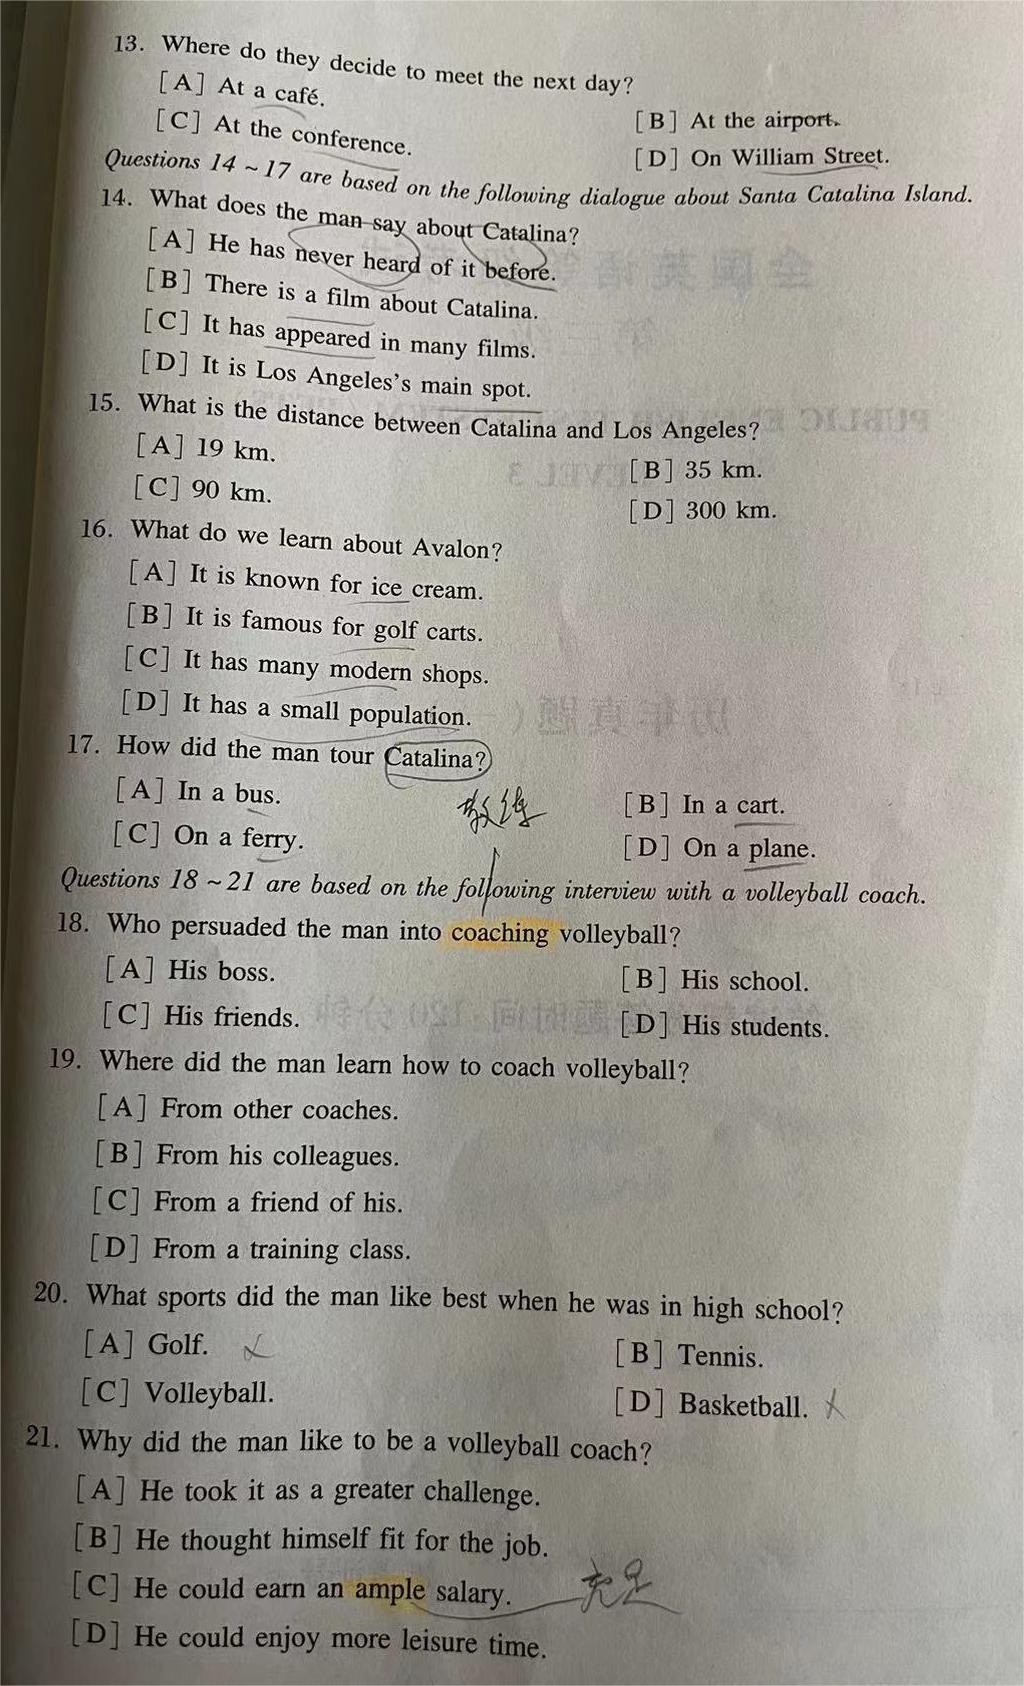 13. Where do they decide to meet the next day?
[A] At a café.
[B] At the airport.
[C] At the conference.
[D] On William Street.
Questions 14 ~ 17 are based on the following dialogue about Santa Catalina Island.
14. What does the man say about Catalina?
[A] He has never heard of it before.
[B] There is a film about Catalina.
[C] It has appeared in many films.
[D] It is Los Angeles's main spot.
15. What is the distance between Catalina and Los Angeles?
[A] 19 km.
[B] 35 km.
[C] 90 km.
[D] 300 km.
16. What do we learn about Avalon?
[A] It is known for ice cream.
[B] It is famous for golf carts.
[C] It has many modern shops.
[D] It has a small population.
17. How did the man tour Catalina?
[A] In a bus.
[B] In a cart.
教练
[C] On a ferry.
[D] On a plane.
Questions 18 ~ 21 are based on the following interview with a volleyball coach.
18. Who persuaded the man into coaching volleyball?
[A] His boss.
[B] His school.
[C] His friends.
[D] His students.
19. Where did the man learn how to coach volleyball?
[A] From other coaches.
[B] From his colleagues.
[C] From a friend of his.
[D] From a training class.
20. What sports did the man like best when he was in high school?
[A] Golf.
[B] Tennis.
[C] Volleyball.
[D] Basketball.
21. Why did the man like to be a volleyball coach?
[A] He took it as a greater challenge.
[B] He thought himself fit for the job.
[C] He could earn an ample salary. 充足
[D] He could enjoy more leisure time.